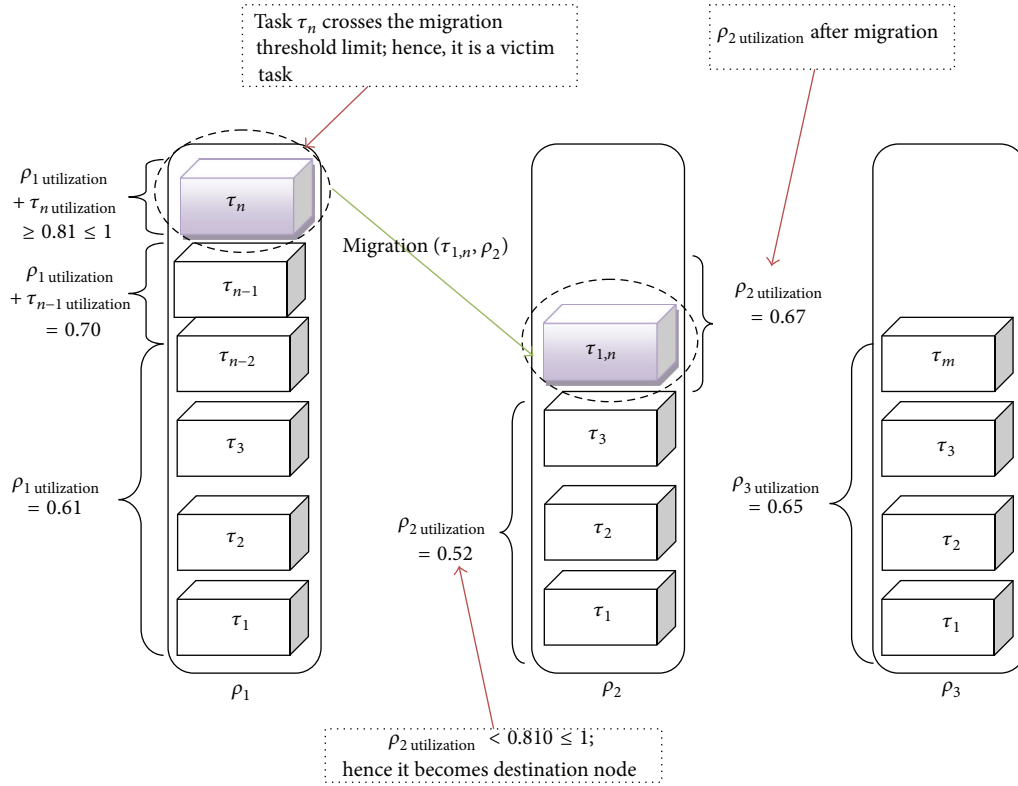 Task τn crosses the migration
threshold limit; hence, it is a victim
task
ρ2 utilization after migration
ρ1 utilization
+ τn utilization
≥ 0.81 ≤ 1
τn
Migration (τ1,n, ρ2)
ρ1 utilization
+ τn−1 utilization
= 0.70
τn−1
τn−2
τ3
τ2
τ1
ρ1 utilization
= 0.61
ρ1
τ1,n
τ3
τ2
τ1
ρ2 utilization
= 0.67
ρ2 utilization
= 0.52
ρ2
τm
τ3
τ2
τ1
ρ3 utilization
= 0.65
ρ3
ρ2 utilization < 0.810 ≤ 1;
hence it becomes destination node